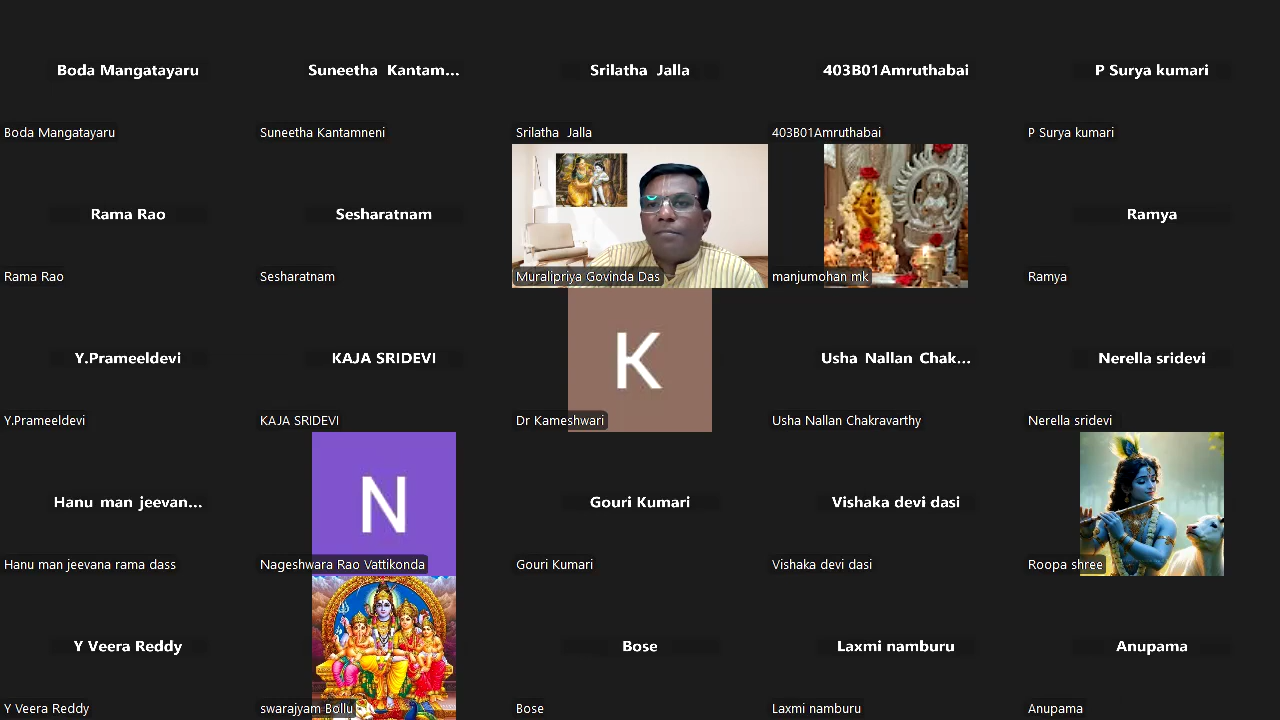 Boda Mangatayaru
Suneetha Kantam...
Srilatha Jalla
403B01Amruthabai
P Surya kumari
Boda Mangatayaru
Suneetha Kantamneni
Srilatha Jalla
403B01Amruthabai
P Surya kumari
Rama Rao
Sesharatnam
Ramya
Rama Rao
Sesharatnam
Muralipriya Govinda Das
manjumohan mk
Ramya
Y.Prameeldevi
KAJA SRIDEVI
K
Usha Nallan Chak...
Nerella sridevi
Y.Prameeldevi
KAJA SRIDEVI
Dr Kameshwari
Usha Nallan Chakravarthy
Nerella sridevi
Hanu man jeevan...
N
Gouri Kumari
Vishaka devi dasi
Hanu man jeevana rama dass
Nageshwara Rao Vattikonda
Gouri Kumari
Vishaka devi dasi
Roopa shree
Y Veera Reddy
Bose
Laxmi namburu
Anupama
Y Veera Reddy
swarajyam Bollu
Bose
Laxmi namburu
Anupama